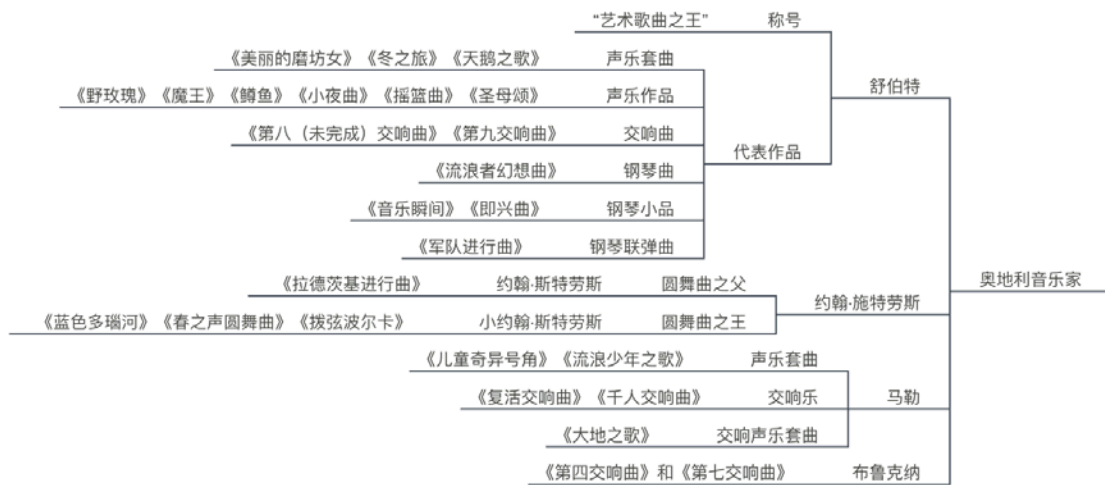 “艺术歌曲之王” 称号
《美丽的磨坊女》《冬之旅》《天鹅之歌》 声乐套曲
舒伯特
《野玫瑰》《魔王》《鳟鱼》《小夜曲》《摇篮曲》《圣母颂》 声乐作品
《第八（未完成）交响曲》《第九交响曲》 交响曲
代表作品
《流浪者幻想曲》 钢琴曲
《音乐瞬间》《即兴曲》 钢琴小品
《军队进行曲》 钢琴联弹曲
奥地利音乐家
《拉德茨基进行曲》 约翰·斯特劳斯 圆舞曲之父
约翰·施特劳斯
《蓝色多瑙河》《春之声圆舞曲》《拨弦波尔卡》 小约翰·斯特劳斯 圆舞曲之王
《儿童奇异号角》《流浪少年之歌》 声乐套曲
《复活交响曲》《千人交响曲》 交响乐 马勒
《大地之歌》 交响声乐套曲
《第四交响曲》和《第七交响曲》 布鲁克纳